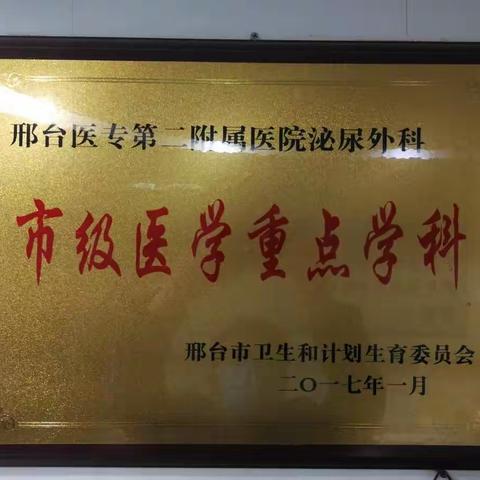 邢台医专第二附属医院泌尿外科
市级医学重点学科
邢台市卫生和计划生育委员会
二〇一七年一月